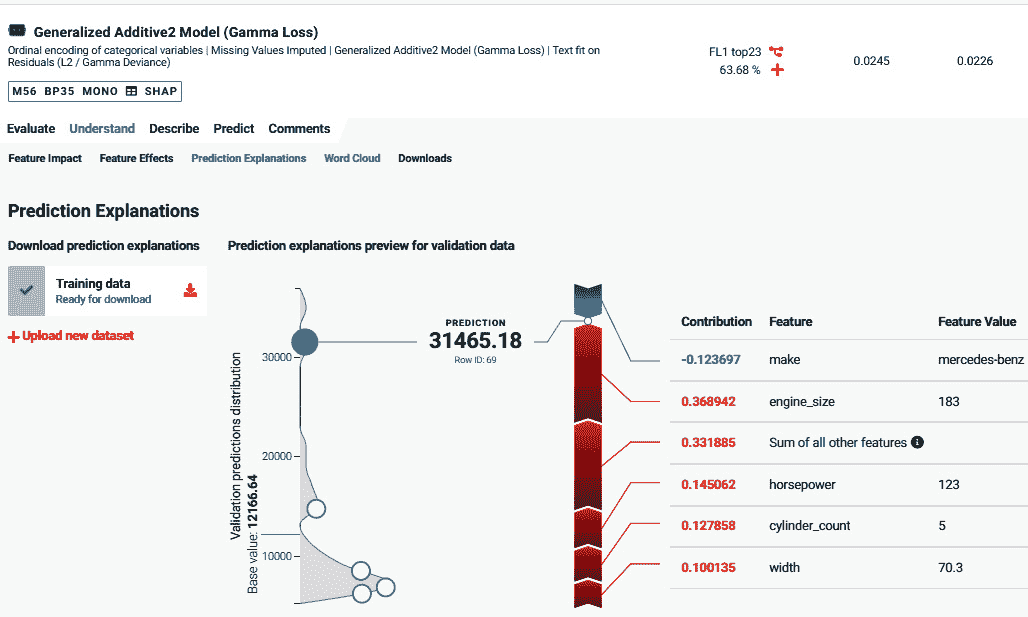 Generalized Additive2 Model (Gamma Loss)
Ordinal encoding of categorical variables | Missing Values Imputed | Generalized Additive2 Model (Gamma Loss) | Text fit on
Residuals (L2 / Gamma Deviance)
FL1 top23
63.68 %
0.0245
0.0226
M56 BP35 MONO SHAP
Evaluate Understand Describe Predict Comments
Feature Impact Feature Effects Prediction Explanations Word Cloud Downloads
Prediction Explanations
Download prediction explanations
Training data
Ready for download
Upload new dataset
Prediction explanations preview for validation data
Validation predictions distribution
Base value: 12166.64
30000
20000
10000
PREDICTION
31465.18
Row ID: 69
Contribution Feature Feature Value
-0.123697 make mercedes-benz
0.368942 engine_size 183
0.331885 Sum of all other features
0.145062 horsepower 123
0.127858 cylinder_count 5
0.100135 width 70.3